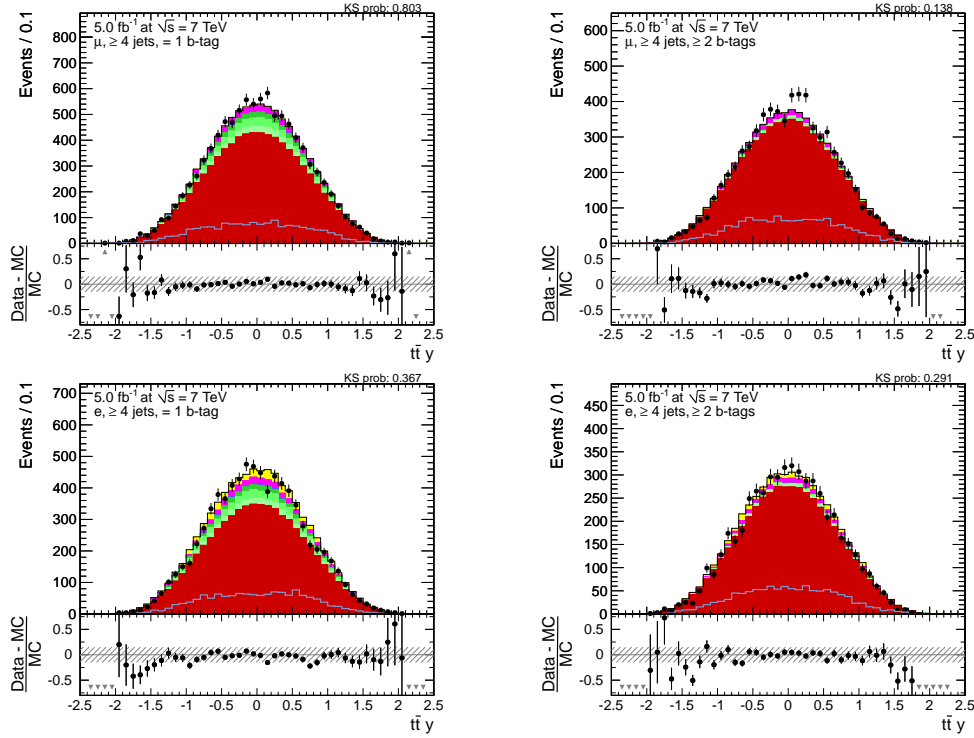 KS prob: 0.803
5.0 fb⁻¹ at √s = 7 TeV
μ, ≥ 4 jets, = 1 b-tag
Events / 0.1
800
700
600
500
400
300
200
100
0
Data - MC
MC
0.5
0
-0.5
-2.5 -2 -1.5 -1 -0.5 0 0.5 1 1.5 2 2.5
tt̄ y
KS prob: 0.138
5.0 fb⁻¹ at √s = 7 TeV
μ, ≥ 4 jets, ≥ 2 b-tags
Events / 0.1
600
500
400
300
200
100
0
Data - MC
MC
0.5
0
-0.5
-2.5 -2 -1.5 -1 -0.5 0 0.5 1 1.5 2 2.5
tt̄ y
KS prob: 0.367
5.0 fb⁻¹ at √s = 7 TeV
e, ≥ 4 jets, = 1 b-tag
Events / 0.1
700
600
500
400
300
200
100
0
Data - MC
MC
0.5
0
-0.5
-2.5 -2 -1.5 -1 -0.5 0 0.5 1 1.5 2 2.5
tt̄ y
KS prob: 0.291
5.0 fb⁻¹ at √s = 7 TeV
e, ≥ 4 jets, ≥ 2 b-tags
Events / 0.1
450
400
350
300
250
200
150
100
50
0
Data - MC
MC
0.5
0
-0.5
-2.5 -2 -1.5 -1 -0.5 0 0.5 1 1.5 2 2.5
tt̄ y